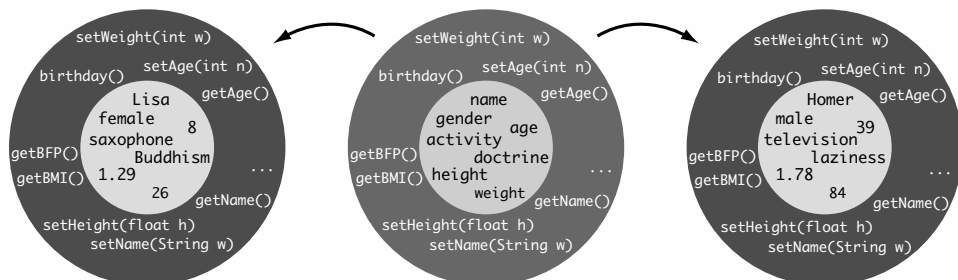 setWeight(int w)
setAge(int n)
birthday()
getAge()
Lisa
female
8
saxophone
Buddhism
getBFP()
getBMI()
1.29
...
26
getName()
setHeight(float h)
setName(String w)
setWeight(int w)
setAge(int n)
birthday()
getAge()
name
gender
age
activity
doctrine
getBFP()
getBMI()
height
...
weight
getName()
setHeight(float h)
setName(String w)
setWeight(int w)
setAge(int n)
birthday()
getAge()
Homer
male
39
television
laziness
getBFP()
getBMI()
1.78
...
84
getName()
setHeight(float h)
setName(String w)